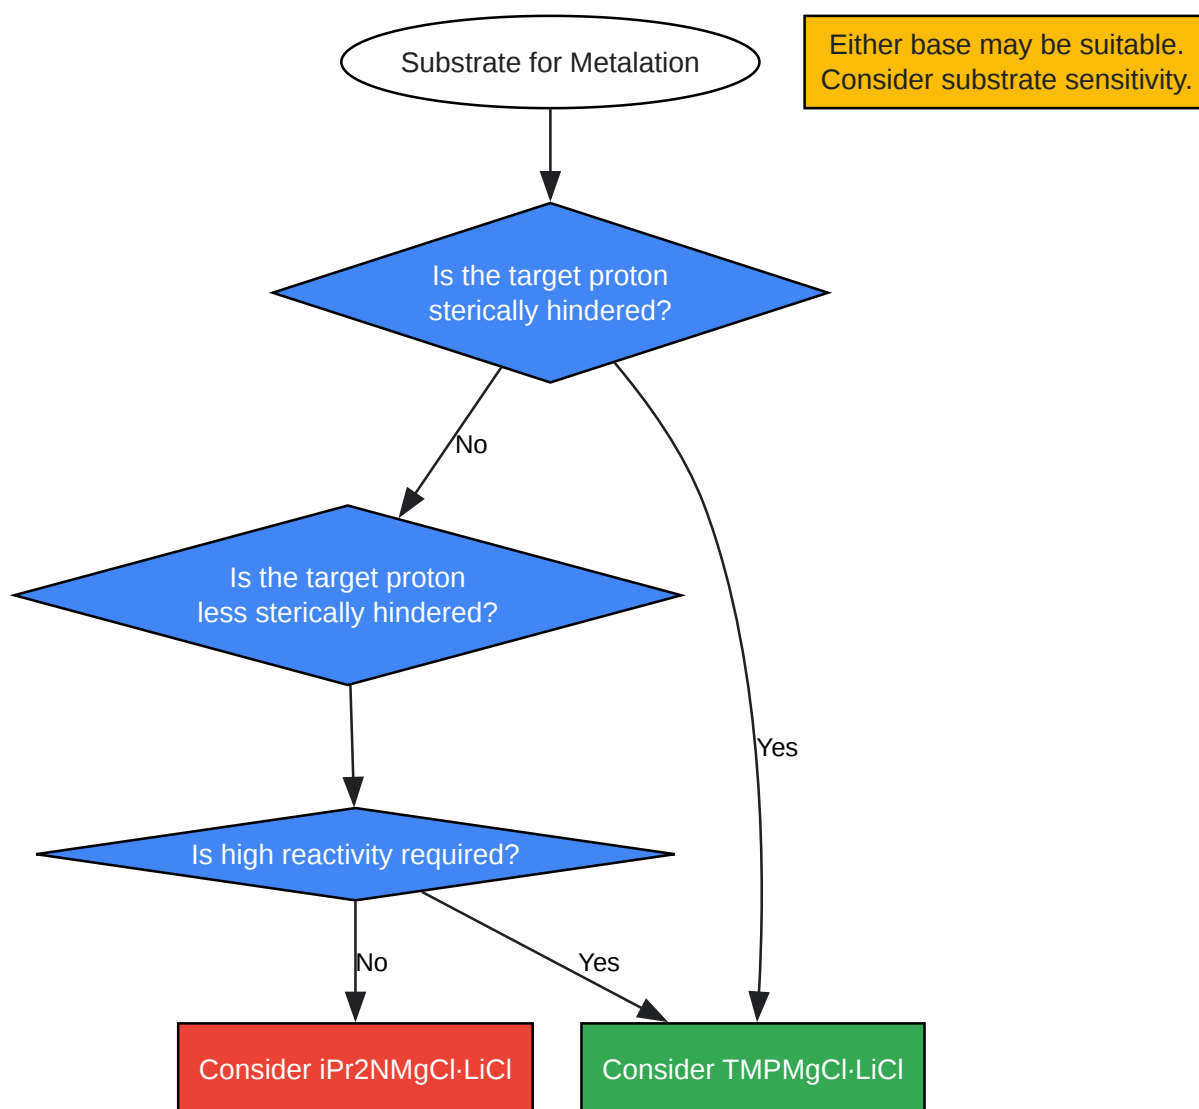 Substrate for Metalation
Either base may be suitable.
Consider substrate sensitivity.
Is the target proton
sterically hindered?
No
Is the target proton
less sterically hindered?
Yes
Is high reactivity required?
No
Yes
Consider iPr2NMgCl·LiCl
Consider TMPMgCl·LiCl